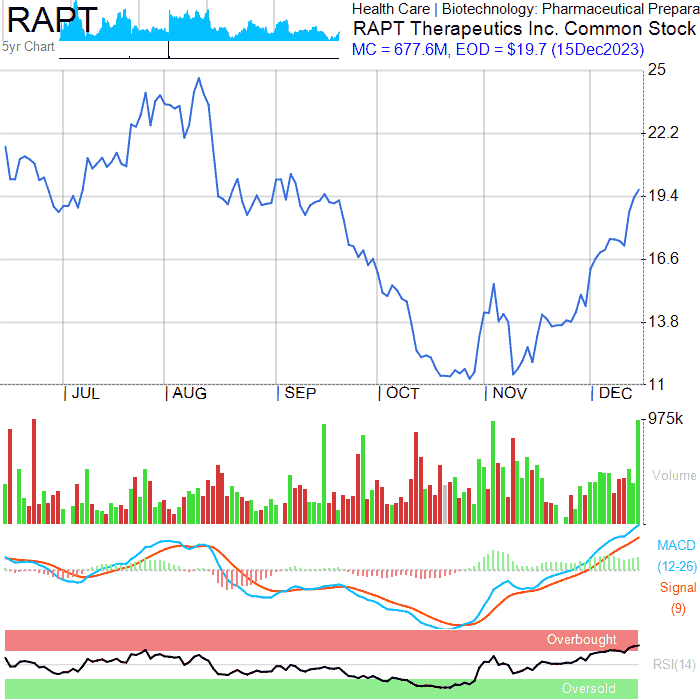 RAPT
5yr Chart
Health Care | Biotechnology: Pharmaceutical Prepara
RAPT Therapeutics Inc. Common Stock
MC = 677.6M, EOD = $19.7 (15Dec2023)
25
22.2
19.4
16.6
13.8
11
| JUL | AUG | SEP | OCT | NOV | DEC
975k
Volume
MACD
(12-26)
Signal
(9)
Overbought
RSI(14)
Oversold